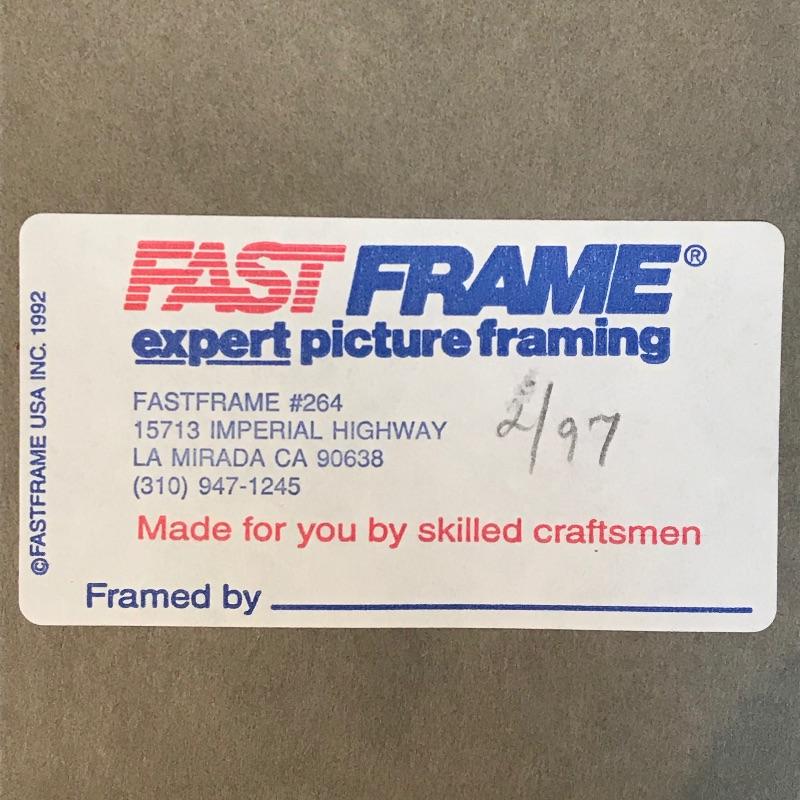 FASTFRAME®
expert picture framing
FASTFRAME #264
15713 IMPERIAL HIGHWAY
LA MIRADA CA 90638
(310) 947-1245
2/97
Made for you by skilled craftsmen
Framed by
©FASTFRAME USA INC. 1992